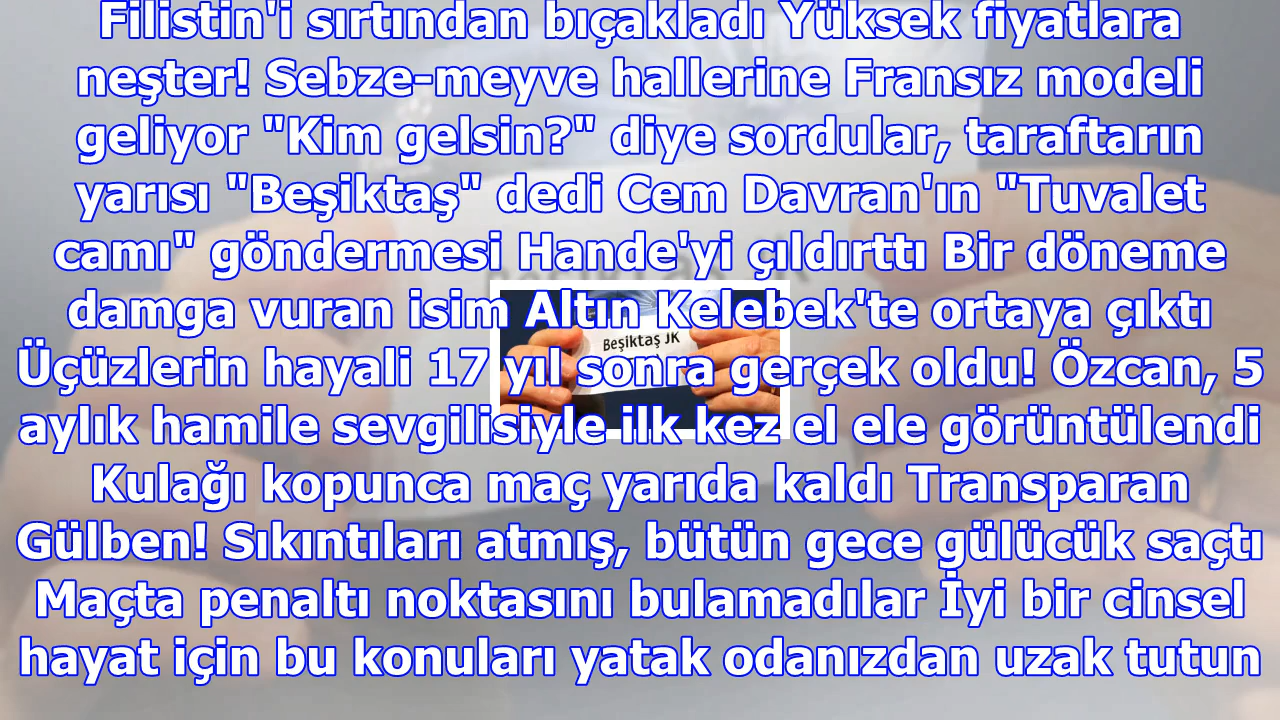 Filistin'i sırtından bıçakladı Yüksek fiyatlara
neşter! Sebze-meyve hallerine Fransız modeli
geliyor "Kim gelsin?" diye sordular, taraftarın
yarısı "Beşiktaş" dedi Cem Davran'ın "Tuvalet
camı" göndermesi Hande'yi çıldırttı Bir döneme
damga vuran isim Altın Kelebek'te ortaya çıktı
Beşiktaş JK
Üçüzlerin hayali 17 yıl sonra gerçek oldu! Özcan, 5
aylık hamile sevgilisiyle ilk kez el ele görüntülendi
Kulağı kopunca maç yarıda kaldı Transparan
Gülben! Sıkıntıları atmış, bütün gece gülücük saçtı
Maçta penaltı noktasını bulamadılar İyi bir cinsel
hayat için bu konuları yatak odanızdan uzak tutun